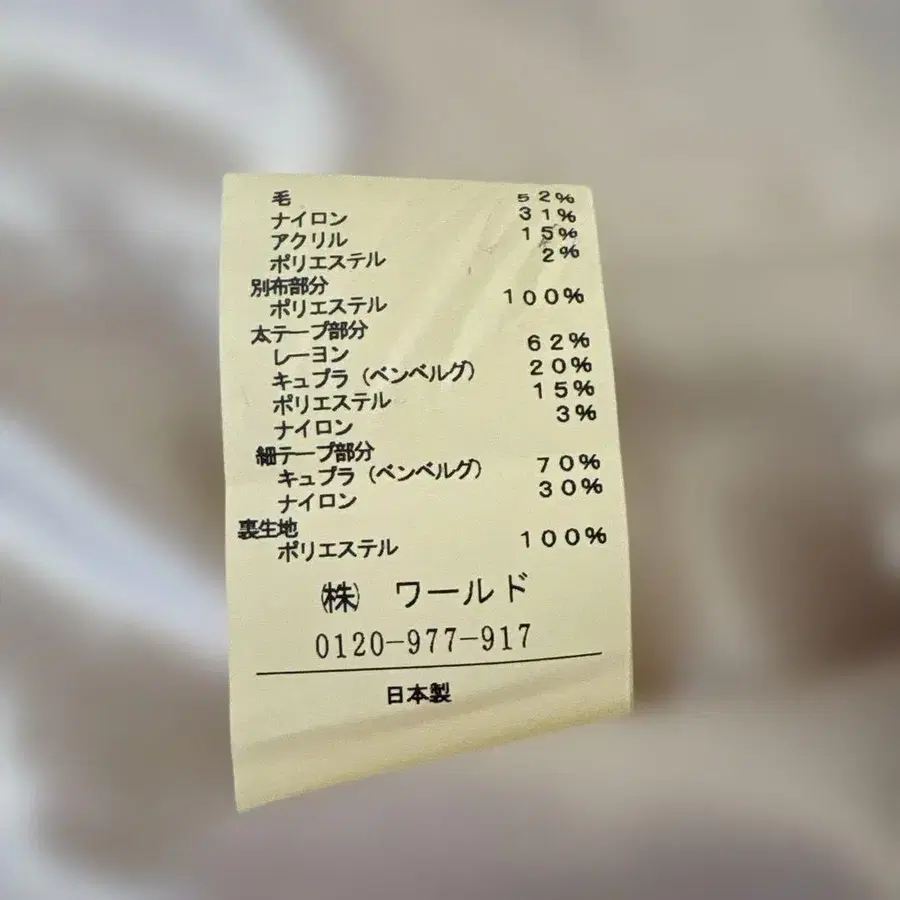 毛 52%
ナイロン 31%
アクリル 15%
ポリエステル 2%
別布部分
ポリエステル 100%
太テープ部分
レーヨン 62%
キュプラ（ベンベルグ） 20%
ポリエステル 15%
ナイロン 3%
細テープ部分
キュプラ（ベンベルグ） 70%
ナイロン 30%
裏生地
ポリエステル 100%
㈱ ワールド
0120-977-917
日本製